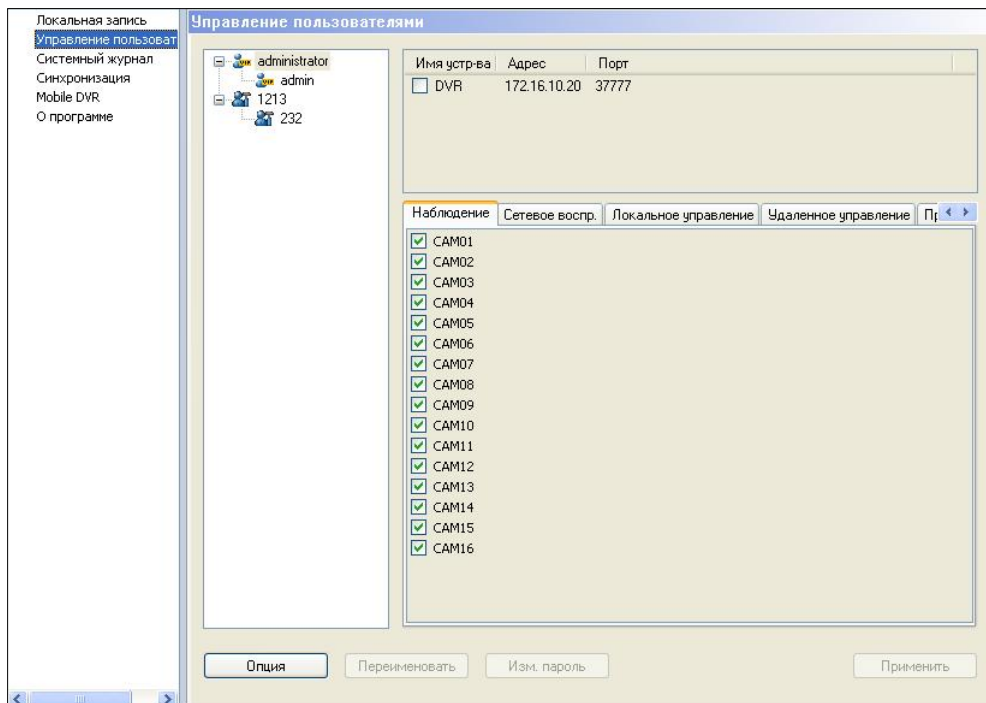 Локальная запись
Управление пользоват
Системный журнал
Синхронизация
Mobile DVR
О программе
Управление пользователями
administrator
admin
1213
232
Имя устр-ва Адрес Порт
DVR 172.16.10.20 37777
Наблюдение Сетевое воспр. Локальное управление Удаленное управление Пр
CAM01
CAM02
CAM03
CAM04
CAM05
CAM06
CAM07
CAM08
CAM09
CAM10
CAM11
CAM12
CAM13
CAM14
CAM15
CAM16
Опция Переименовать Изм. пароль Применить